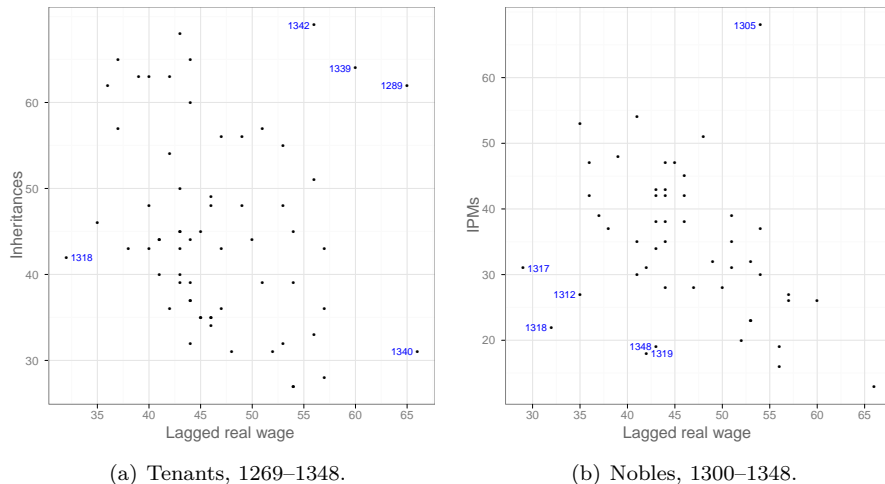 1342
1339
1289
1318
1340
60
50
40
30
35 40 45 50 55 60 65
Inheritances
Lagged real wage
(a) Tenants, 1269–1348.
1305
1317
1312
1318
1348
1319
60
50
40
30
20
30 35 40 45 50 55 60 65
IPMs
Lagged real wage
(b) Nobles, 1300–1348.